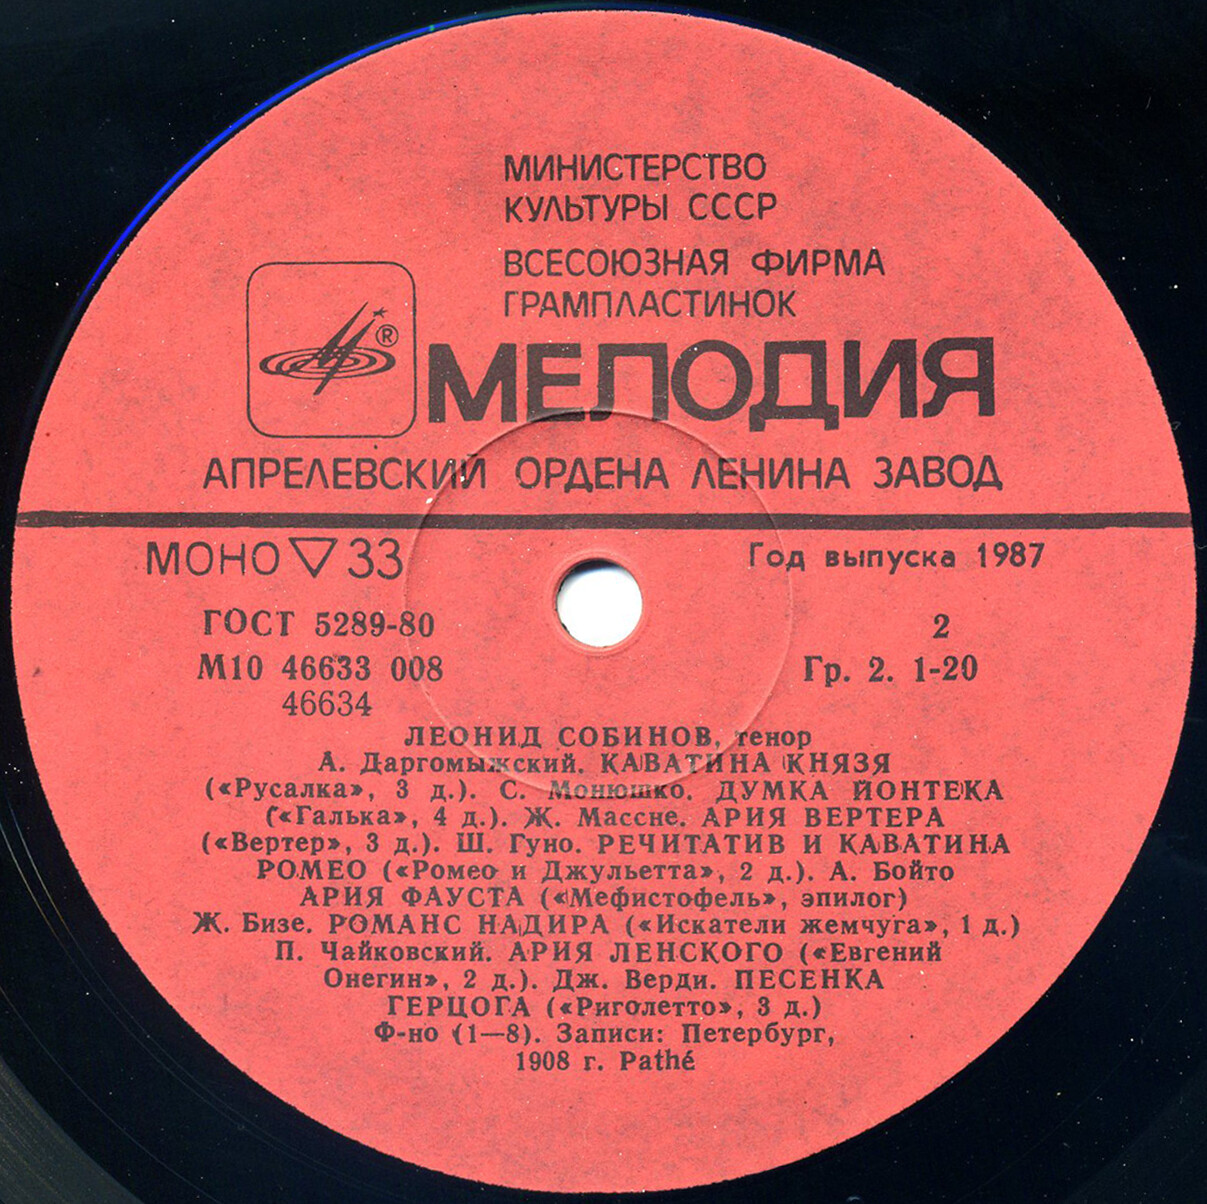 МИНИСТЕРСТВО
КУЛЬТУРЫ СССР
ВСЕСОЮЗНАЯ ФИРМА
ГРАМПЛАСТИНОК
®
МЕЛОДИЯ
АПРЕЛЕВСКИЙ ОРДЕНА ЛЕНИНА ЗАВОД
МОНО ▽ 33
Год выпуска 1987
ГОСТ 5289-80
2
М10 46633 008
Гр. 2. 1-20
46634
ЛЕОНИД СОБИНОВ, тенор
А. Даргомыжский. КАВАТИНА КНЯЗЯ
(«Русалка», 3 д.). С. Монюшко. ДУМКА ЙОНТЕКА
(«Галька», 4 д.). Ж. Массне. АРИЯ ВЕРТЕРА
(«Вертер», 3 д.). Ш. Гуно. РЕЧИТАТИВ И КАВАТИНА
РОМЕО («Ромео и Джульетта», 2 д.). А. Бойто
АРИЯ ФАУСТА («Мефистофель», эпилог)
Ж. Бизе. РОМАНС НАДИРА («Искатели жемчуга», 1 д.)
П. Чайковский. АРИЯ ЛЕНСКОГО («Евгений
Онегин», 2 д.). Дж. Верди. ПЕСЕНКА
ГЕРЦОГА («Риголетто», 3 д.)
Ф-но (1—8). Записи: Петербург,
1908 г. Pathé